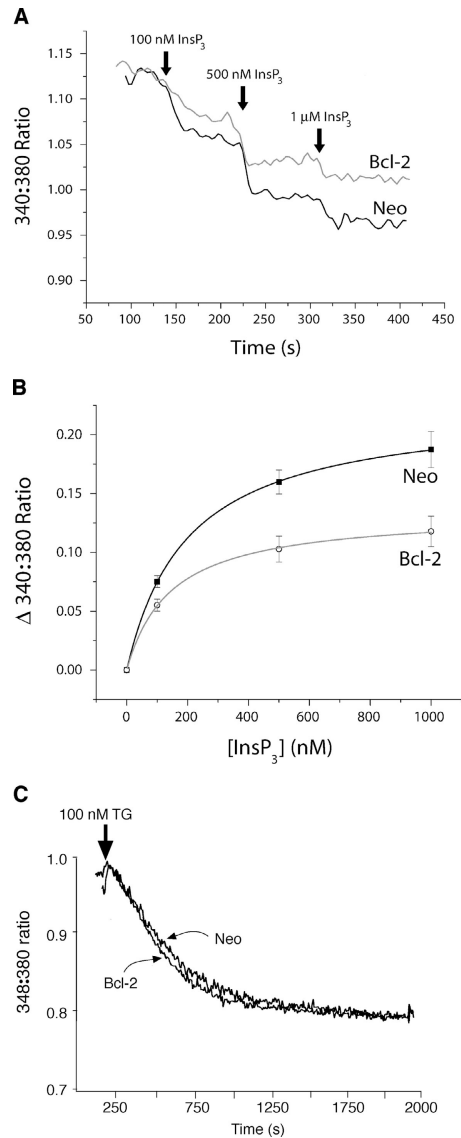 A
100 nM InsP3
500 nM InsP3
1 μM InsP3
1.15
1.10
1.05
1.00
0.95
0.90
340:380 Ratio
Bcl-2
Neo
50 100 150 200 250 300 350 400 450
Time (s)
B
0.20
0.15
0.10
0.05
0.00
Δ 340:380 Ratio
Neo
Bcl-2
0 200 400 600 800 1000
[InsP3] (nM)
C
100 nM TG
1.0
0.9
0.8
0.7
348:380 ratio
Neo
Bcl-2
250 750 1250 1750 2000
Time (s)